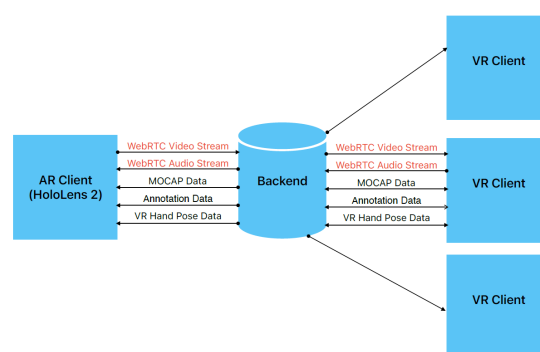 VR Client
WebRTC Video Stream
WebRTC Audio Stream
MOCAP Data
Annotation Data
VR Hand Pose Data
AR Client
(HoloLens 2)
Backend
WebRTC Video Stream
WebRTC Audio Stream
MOCAP Data
Annotation Data
VR Hand Pose Data
VR Client
VR Client